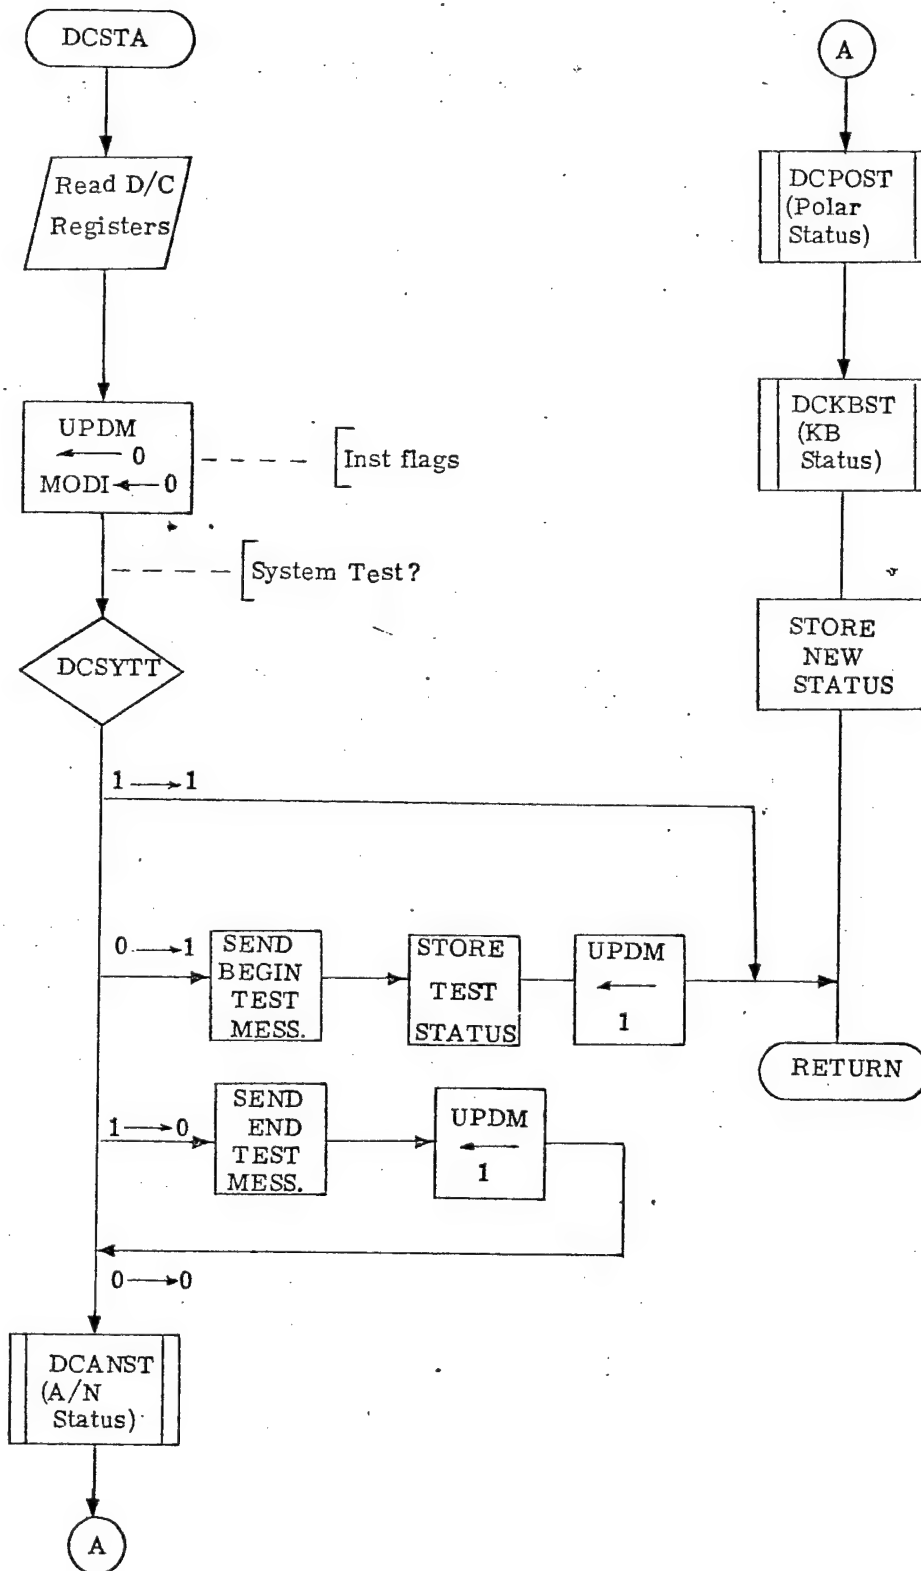 DCSTA
Read D/C
Registers
UPDM
← 0
MODI ← 0
Inst flags
System Test?
DCSYTT
1 → 1
0 → 1
SEND
BEGIN
TEST
MESS.
STORE
TEST
STATUS
UPDM
←
1
1 → 0
SEND
END
TEST
MESS.
UPDM
←
1
0 → 0
DCANST
(A/N
Status)
A
A
DCPOST
(Polar
Status)
DCKBST
(KB
Status)
STORE
NEW
STATUS
RETURN